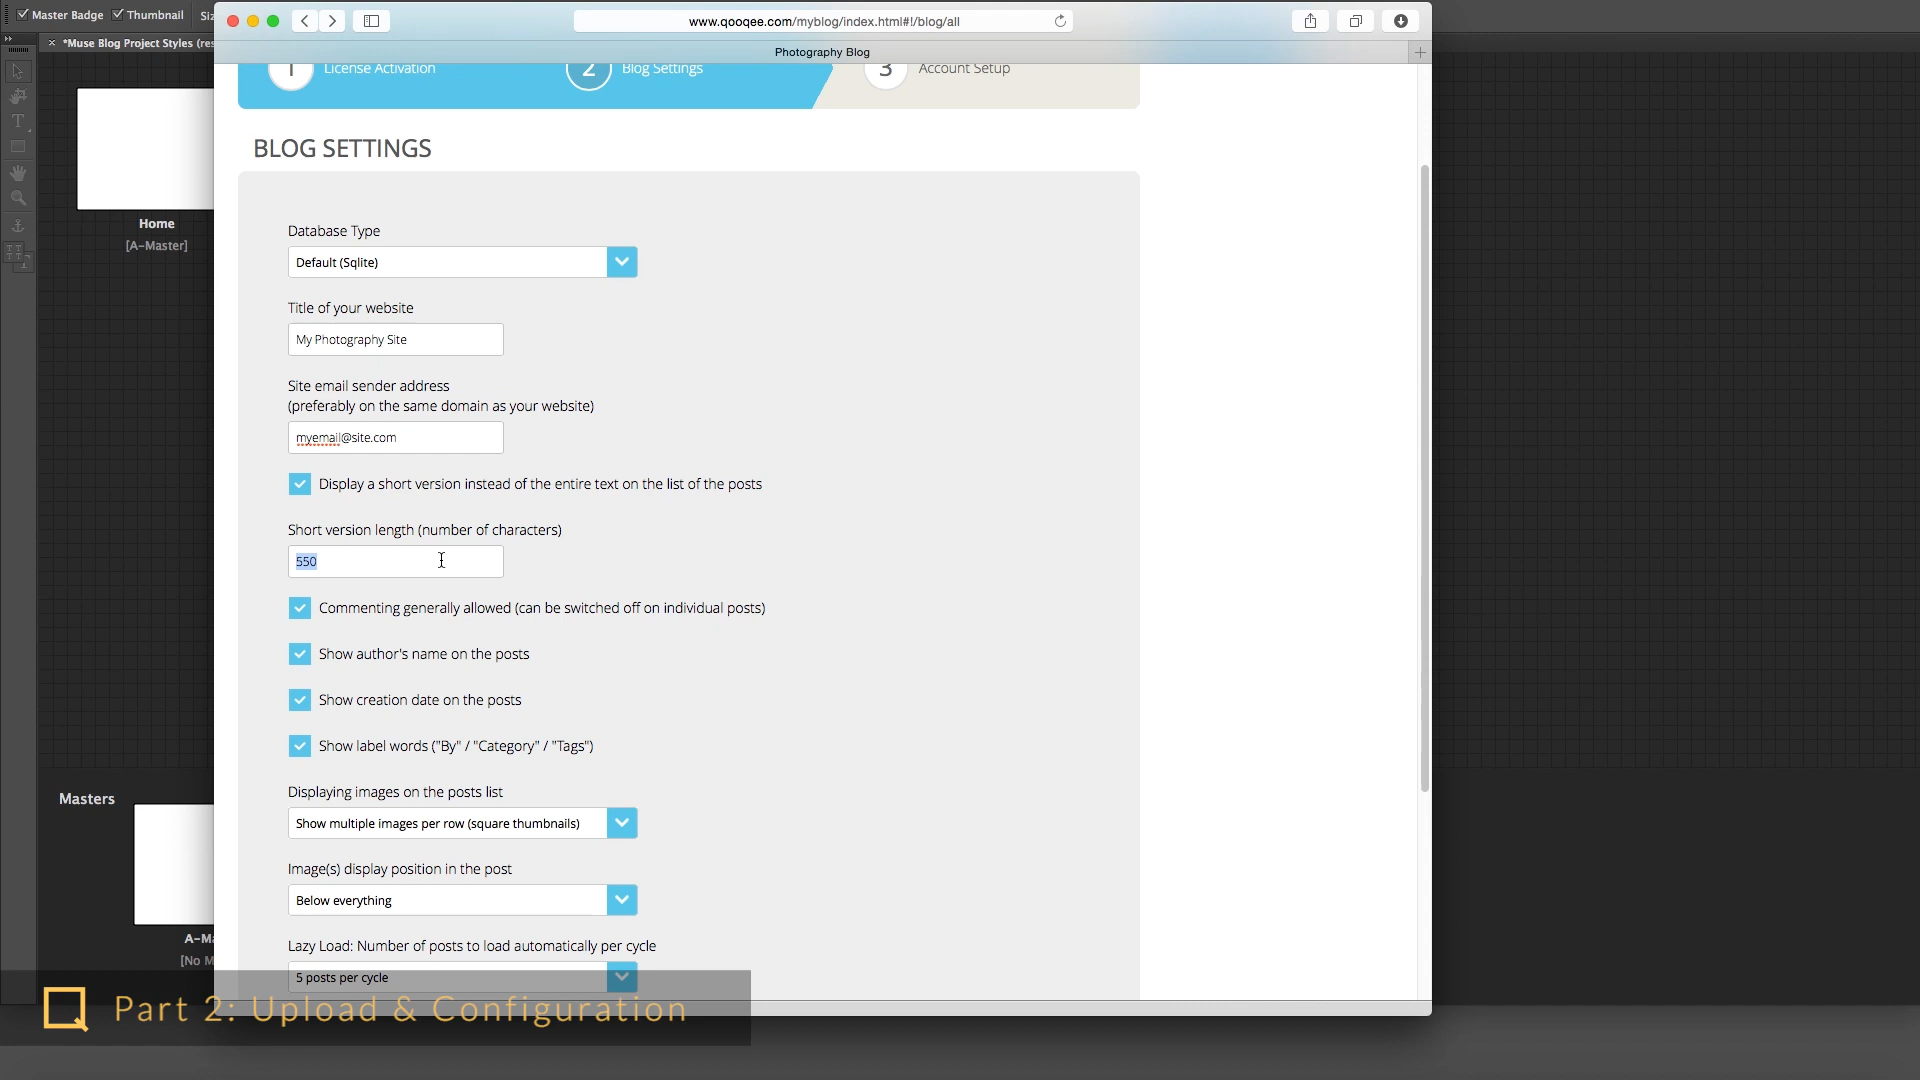 Master Badge Thumbnail
www.qooqee.com/myblog/index.html#!/blog/all
*Muse Blog Project Styles (res
Photography Blog
1 License Activation 2 Blog Settings 3 Account Setup
BLOG SETTINGS
Home
[A-Master]
Database Type
Default (Sqlite)
Title of your website
My Photography Site
Site email sender address
(preferably on the same domain as your website)
myemail@site.com
Display a short version instead of the entire text on the list of the posts
Short version length (number of characters)
550
Commenting generally allowed (can be switched off on individual posts)
Show author's name on the posts
Show creation date on the posts
Show label words ("By" / "Category" / "Tags")
Displaying images on the posts list
Masters
Show multiple images per row (square thumbnails)
Image(s) display position in the post
Below everything
Lazy Load: Number of posts to load automatically per cycle
[No M
5 posts per cycle
Part 2: Upload & Configuration